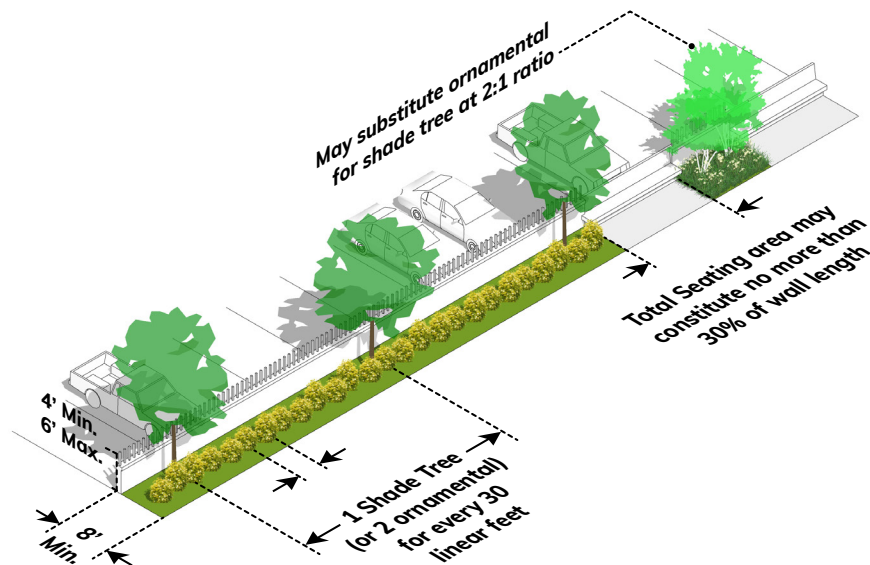 May substitute ornamental
for shade tree at 2:1 ratio
Total Seating area may
constitute no more than
30% of wall length
4' Min.
6' Max.
1 Shade Tree
(or 2 ornamental)
for every 30
linear feet
8'
Min.